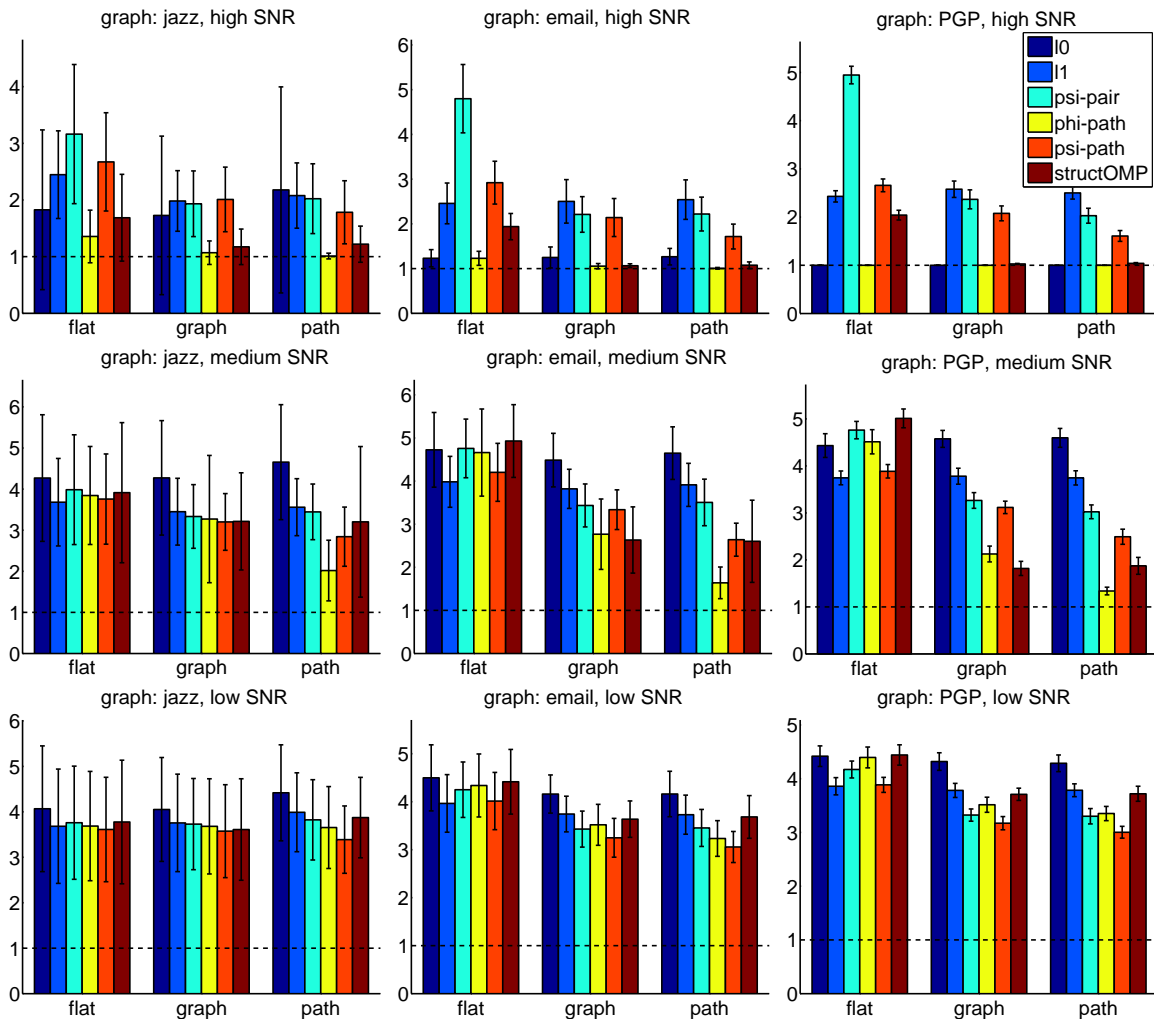 graph: jazz, high SNR
4
3
2
1
0
flat graph path
graph: email, high SNR
6
5
4
3
2
1
0
flat graph path
graph: PGP, high SNR
5
4
3
2
1
0
flat graph path
l0
l1
psi-pair
phi-path
psi-path
structOMP
graph: jazz, medium SNR
6
5
4
3
2
1
0
flat graph path
graph: email, medium SNR
6
5
4
3
2
1
0
flat graph path
graph: PGP, medium SNR
5
4
3
2
1
0
flat graph path
graph: jazz, low SNR
6
5
4
3
2
1
0
flat graph path
graph: email, low SNR
5
4
3
2
1
0
flat graph path
graph: PGP, low SNR
5
4
3
2
1
0
flat graph path